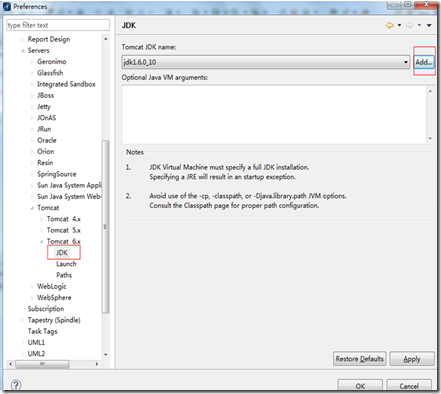 Preferences
type filter text
Report Design
Servers
Geronimo
Glassfish
Integrated Sandbox
JBoss
Jetty
JOnAS
JRun
Oracle
Orion
Resin
SpringSource
Sun Java System Applic
Sun Java System Webs
Tomcat
Tomcat 4.x
Tomcat 5.x
Tomcat 6.x
JDK
Launch
Paths
WebLogic
WebSphere
Subscription
Tapestry (Spindle)
Task Tags
UML1
UML2
JDK
Tomcat JDK name:
jdk1.6.0_10
Add...
Optional Java VM arguments:
Notes
1. JDK Virtual Machine must specify a full JDK installation.
Specifying a JRE will result in an startup exception.
2. Avoid use of the -cp, -classpath, or -Djava.library.path JVM options.
Consult the Classpath page for proper path configuration.
Restore Defaults
Apply
OK
Cancel